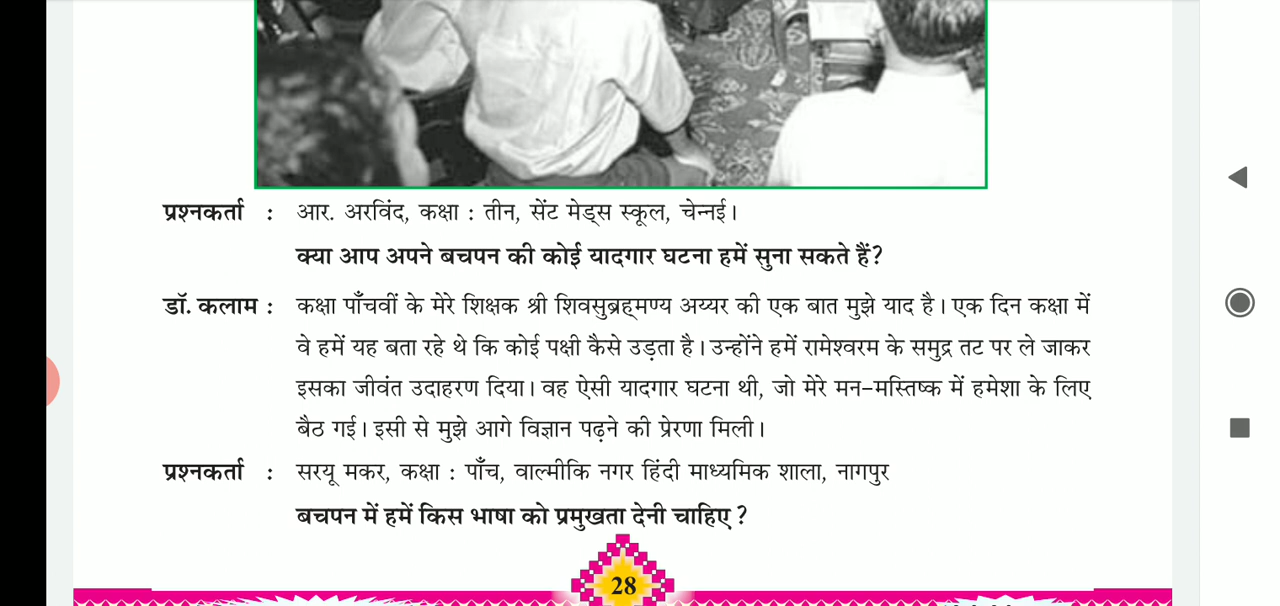 प्रश्नकर्ता : आर. अरविंद, कक्षा : तीन, सेंट मेड्स स्कूल, चेन्नई।
क्या आप अपने बचपन की कोई यादगार घटना हमें सुना सकते हैं?
डॉ. कलाम : कक्षा पाँचवीं के मेरे शिक्षक श्री शिवसुब्रह्मण्य अय्यर की एक बात मुझे याद है। एक दिन कक्षा में
वे हमें यह बता रहे थे कि कोई पक्षी कैसे उड़ता है। उन्होंने हमें रामेश्वरम के समुद्र तट पर ले जाकर
इसका जीवंत उदाहरण दिया। वह ऐसी यादगार घटना थी, जो मेरे मन-मस्तिष्क में हमेशा के लिए
बैठ गई। इसी से मुझे आगे विज्ञान पढ़ने की प्रेरणा मिली।
प्रश्नकर्ता : सरयू मकर, कक्षा : पाँच, वाल्मीकि नगर हिंदी माध्यमिक शाला, नागपुर
बचपन में हमें किस भाषा को प्रमुखता देनी चाहिए?
28